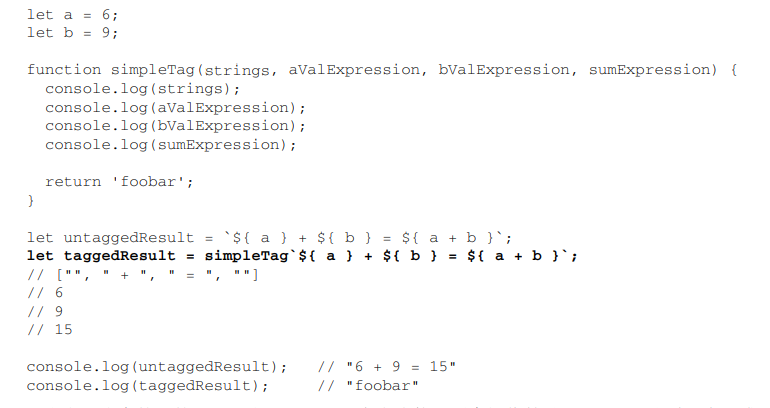 let a = 6;
let b = 9;
function simpleTag(strings, aValExpression, bValExpression, sumExpression) {
  console.log(strings);
  console.log(aValExpression);
  console.log(bValExpression);
  console.log(sumExpression);
  return 'foobar';
}
let untaggedResult = `${ a } + ${ b } = ${ a + b }`;
let taggedResult = simpleTag`${ a } + ${ b } = ${ a + b }`;
// ["", " + ", " = ", ""]
// 6
// 9
// 15
console.log(untaggedResult);   // "6 + 9 = 15"
console.log(taggedResult);     // "foobar"